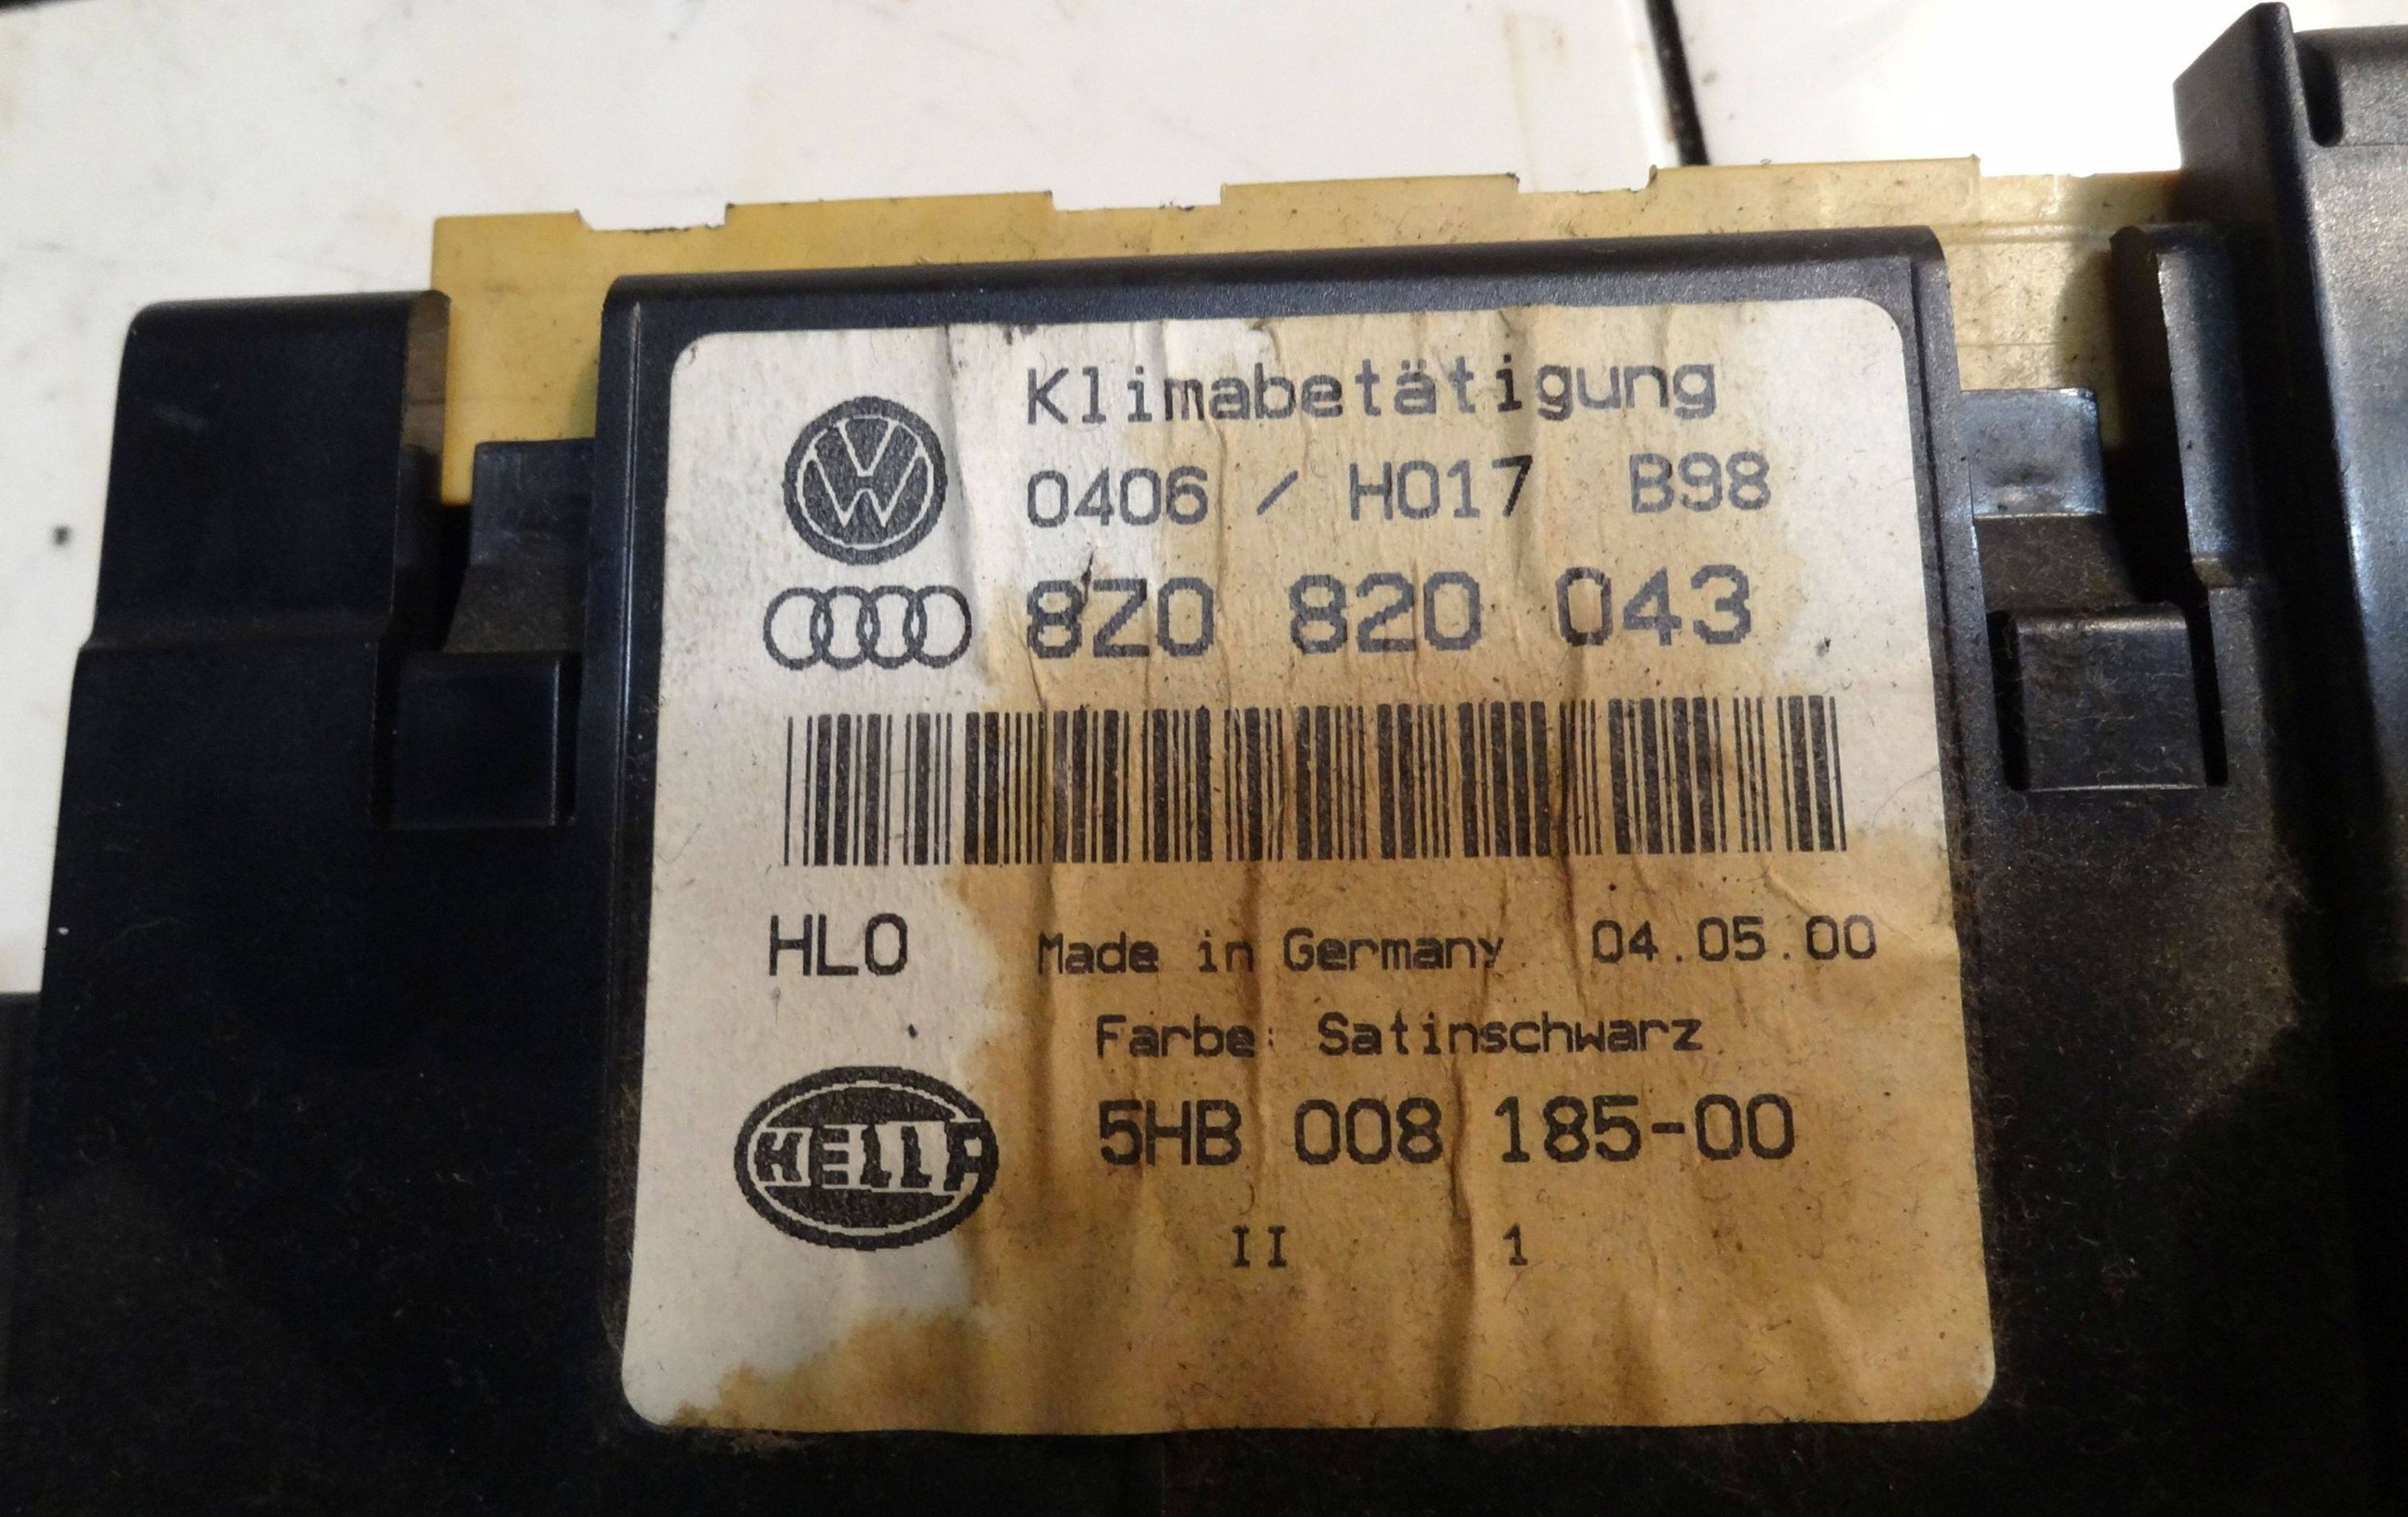 Klimabetätigung
0406 / H017 B98
8Z0 820 043
HLO Made in Germany 04.05.00
Farbe: Satinschwarz
HELLA 5HB 008 185-00
II 1